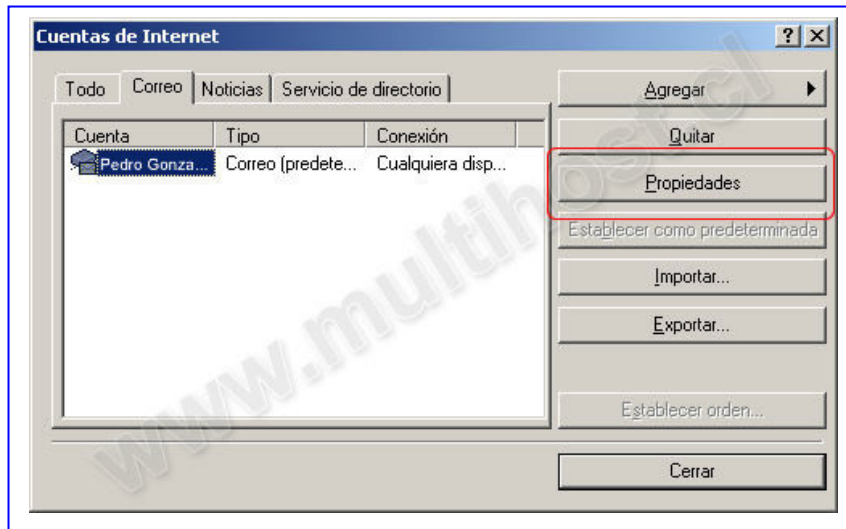 Cuentas de Internet
Todo Correo Noticias Servicio de directorio
Agregar
Cuenta Tipo Conexión
Quitar
Pedro Gonza... Correo (predete... Cualquiera disp...
Propiedades
Establecer como predeterminada
Importar...
Exportar...
Establecer orden...
Cerrar
www.multihost.cl